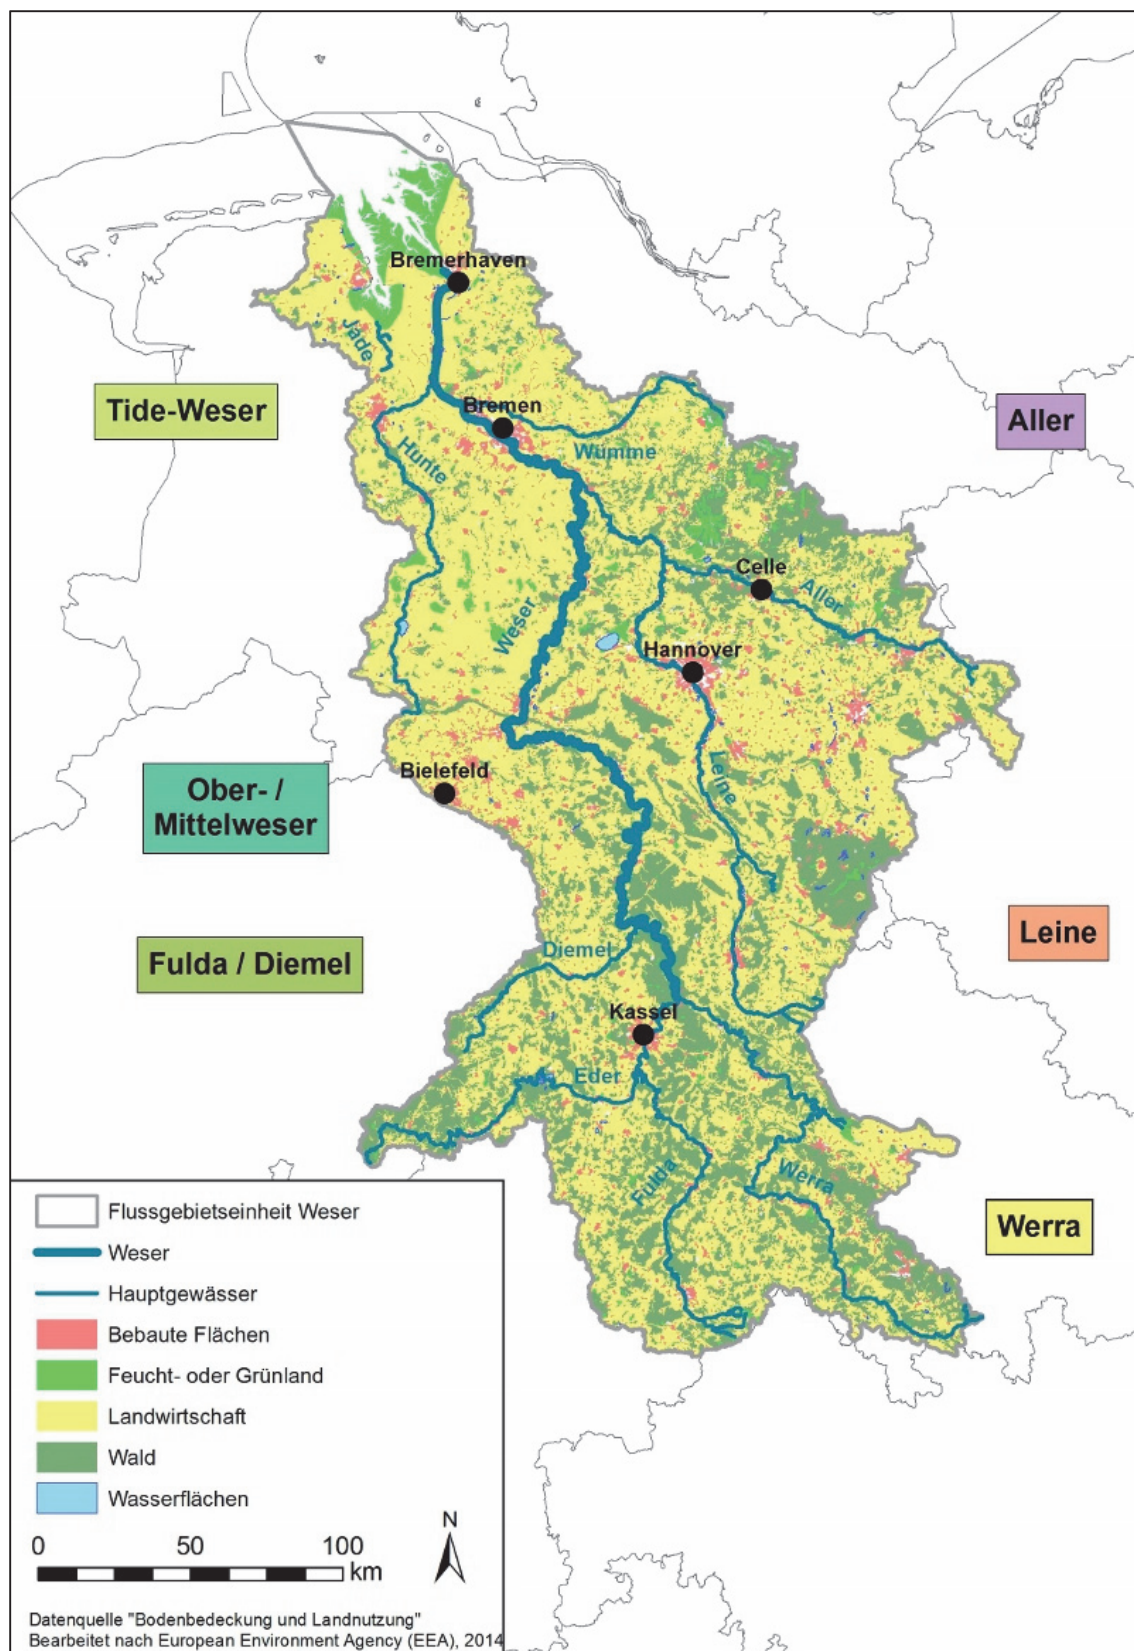 Bremerhaven
Jade
Tide-Weser
Aller
Bremen
Hunte
Wümme
Celle
Aller
Weser
Hannover
Leine
Bielefeld
Ober- /
Mittelweser
Leine
Diemel
Fulda / Diemel
Kassel
Eder
Fulda
Werra
Werra
Flussgebietseinheit Weser
Weser
Hauptgewässer
Bebaute Flächen
Feucht- oder Grünland
Landwirtschaft
Wald
Wasserflächen
N
0 50 100
km
Datenquelle "Bodenbedeckung und Landnutzung"
Bearbeitet nach European Environment Agency (EEA), 2014